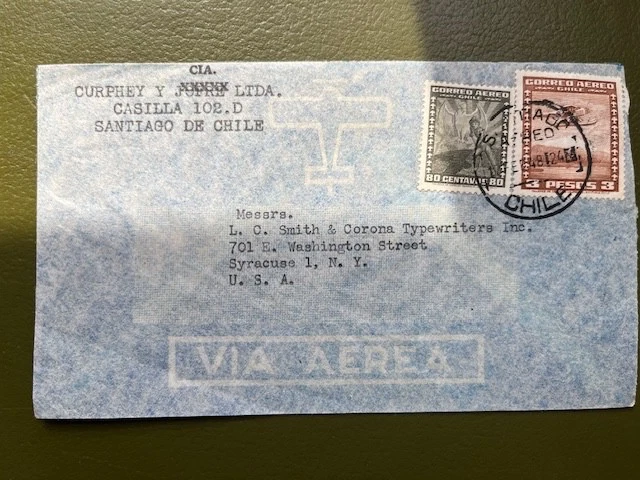 CIA.
CURPHEY Y JOFRE LTDA.
CASILLA 102.D
SANTIAGO DE CHILE
CORREO AEREO
CHILE
80 CENTAVOS 80
CORREO AEREO
CHILE
3 PESOS 3
CHILE
Messrs.
L. C. Smith & Corona Typewriters Inc.
701 E. Washington Street
Syracuse 1, N. Y.
U. S. A.
VIA AEREA